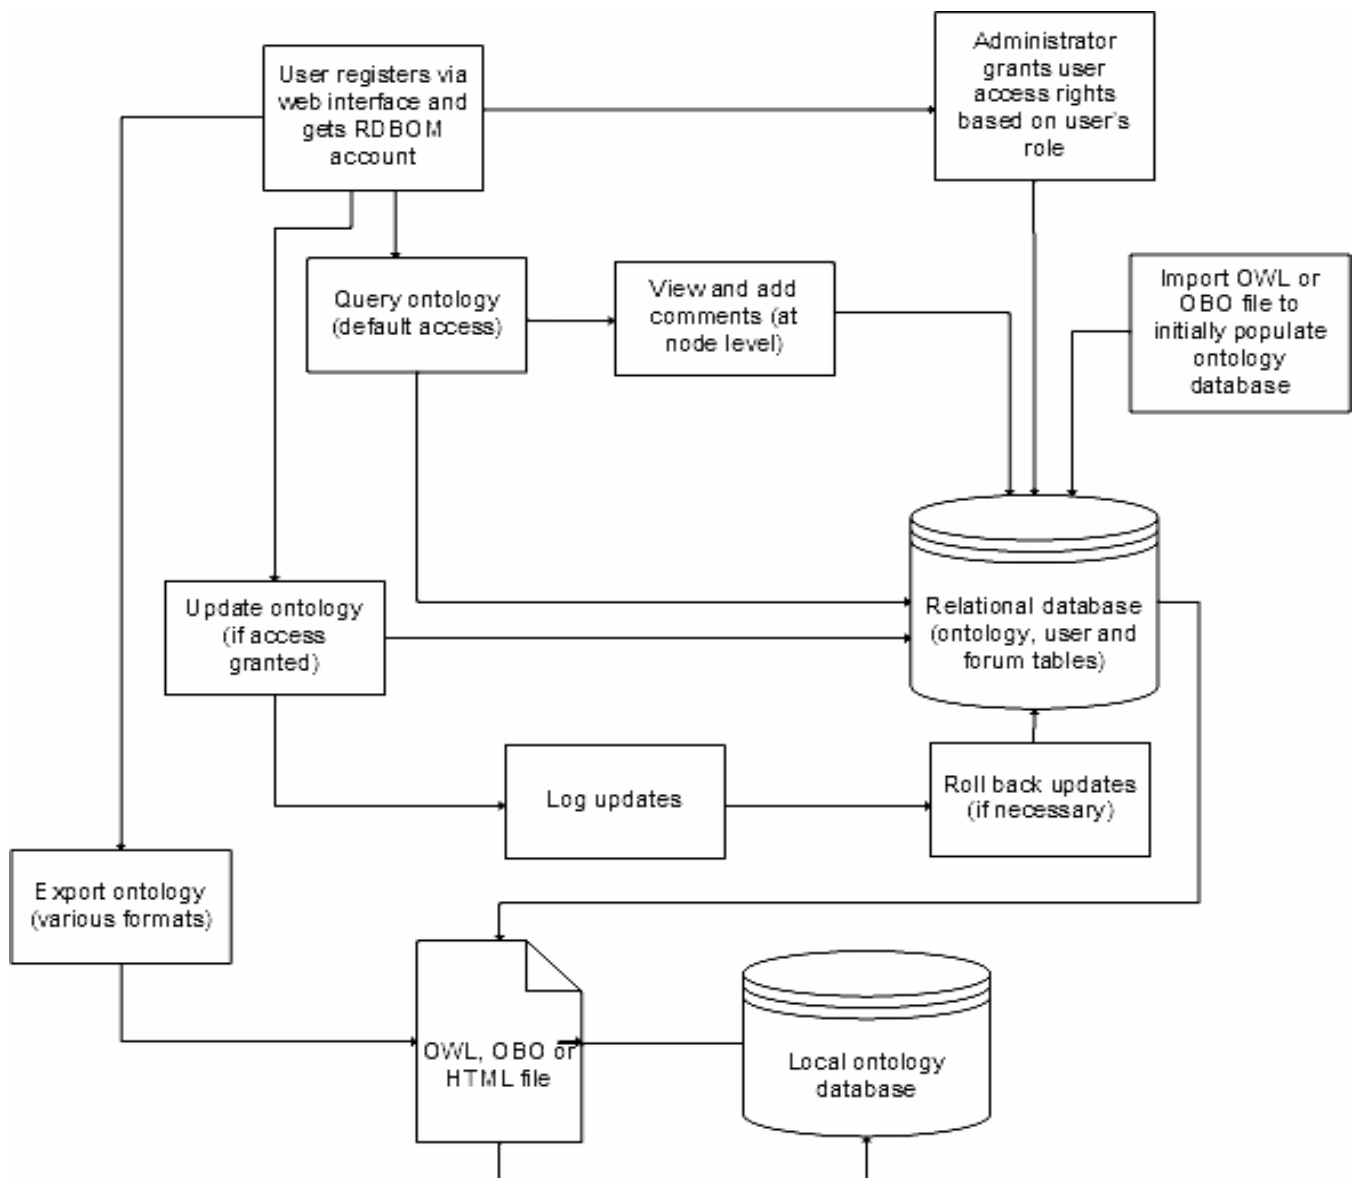 User registers via
web interface and
gets RDBOM
account
Administrator
grants user
access rights
based on user's
role
Query ontology
(default access)
View and add
comments (at
node level)
Import OWL or
OBO file to
initially populate
ontology
database
Update ontology
(if access
granted)
Relational database
(ontology, user and
forum tables)
Log updates
Roll back updates
(if necessary)
Export ontology
(various formats)
OWL, OBO or
HTML file
Local ontology
database